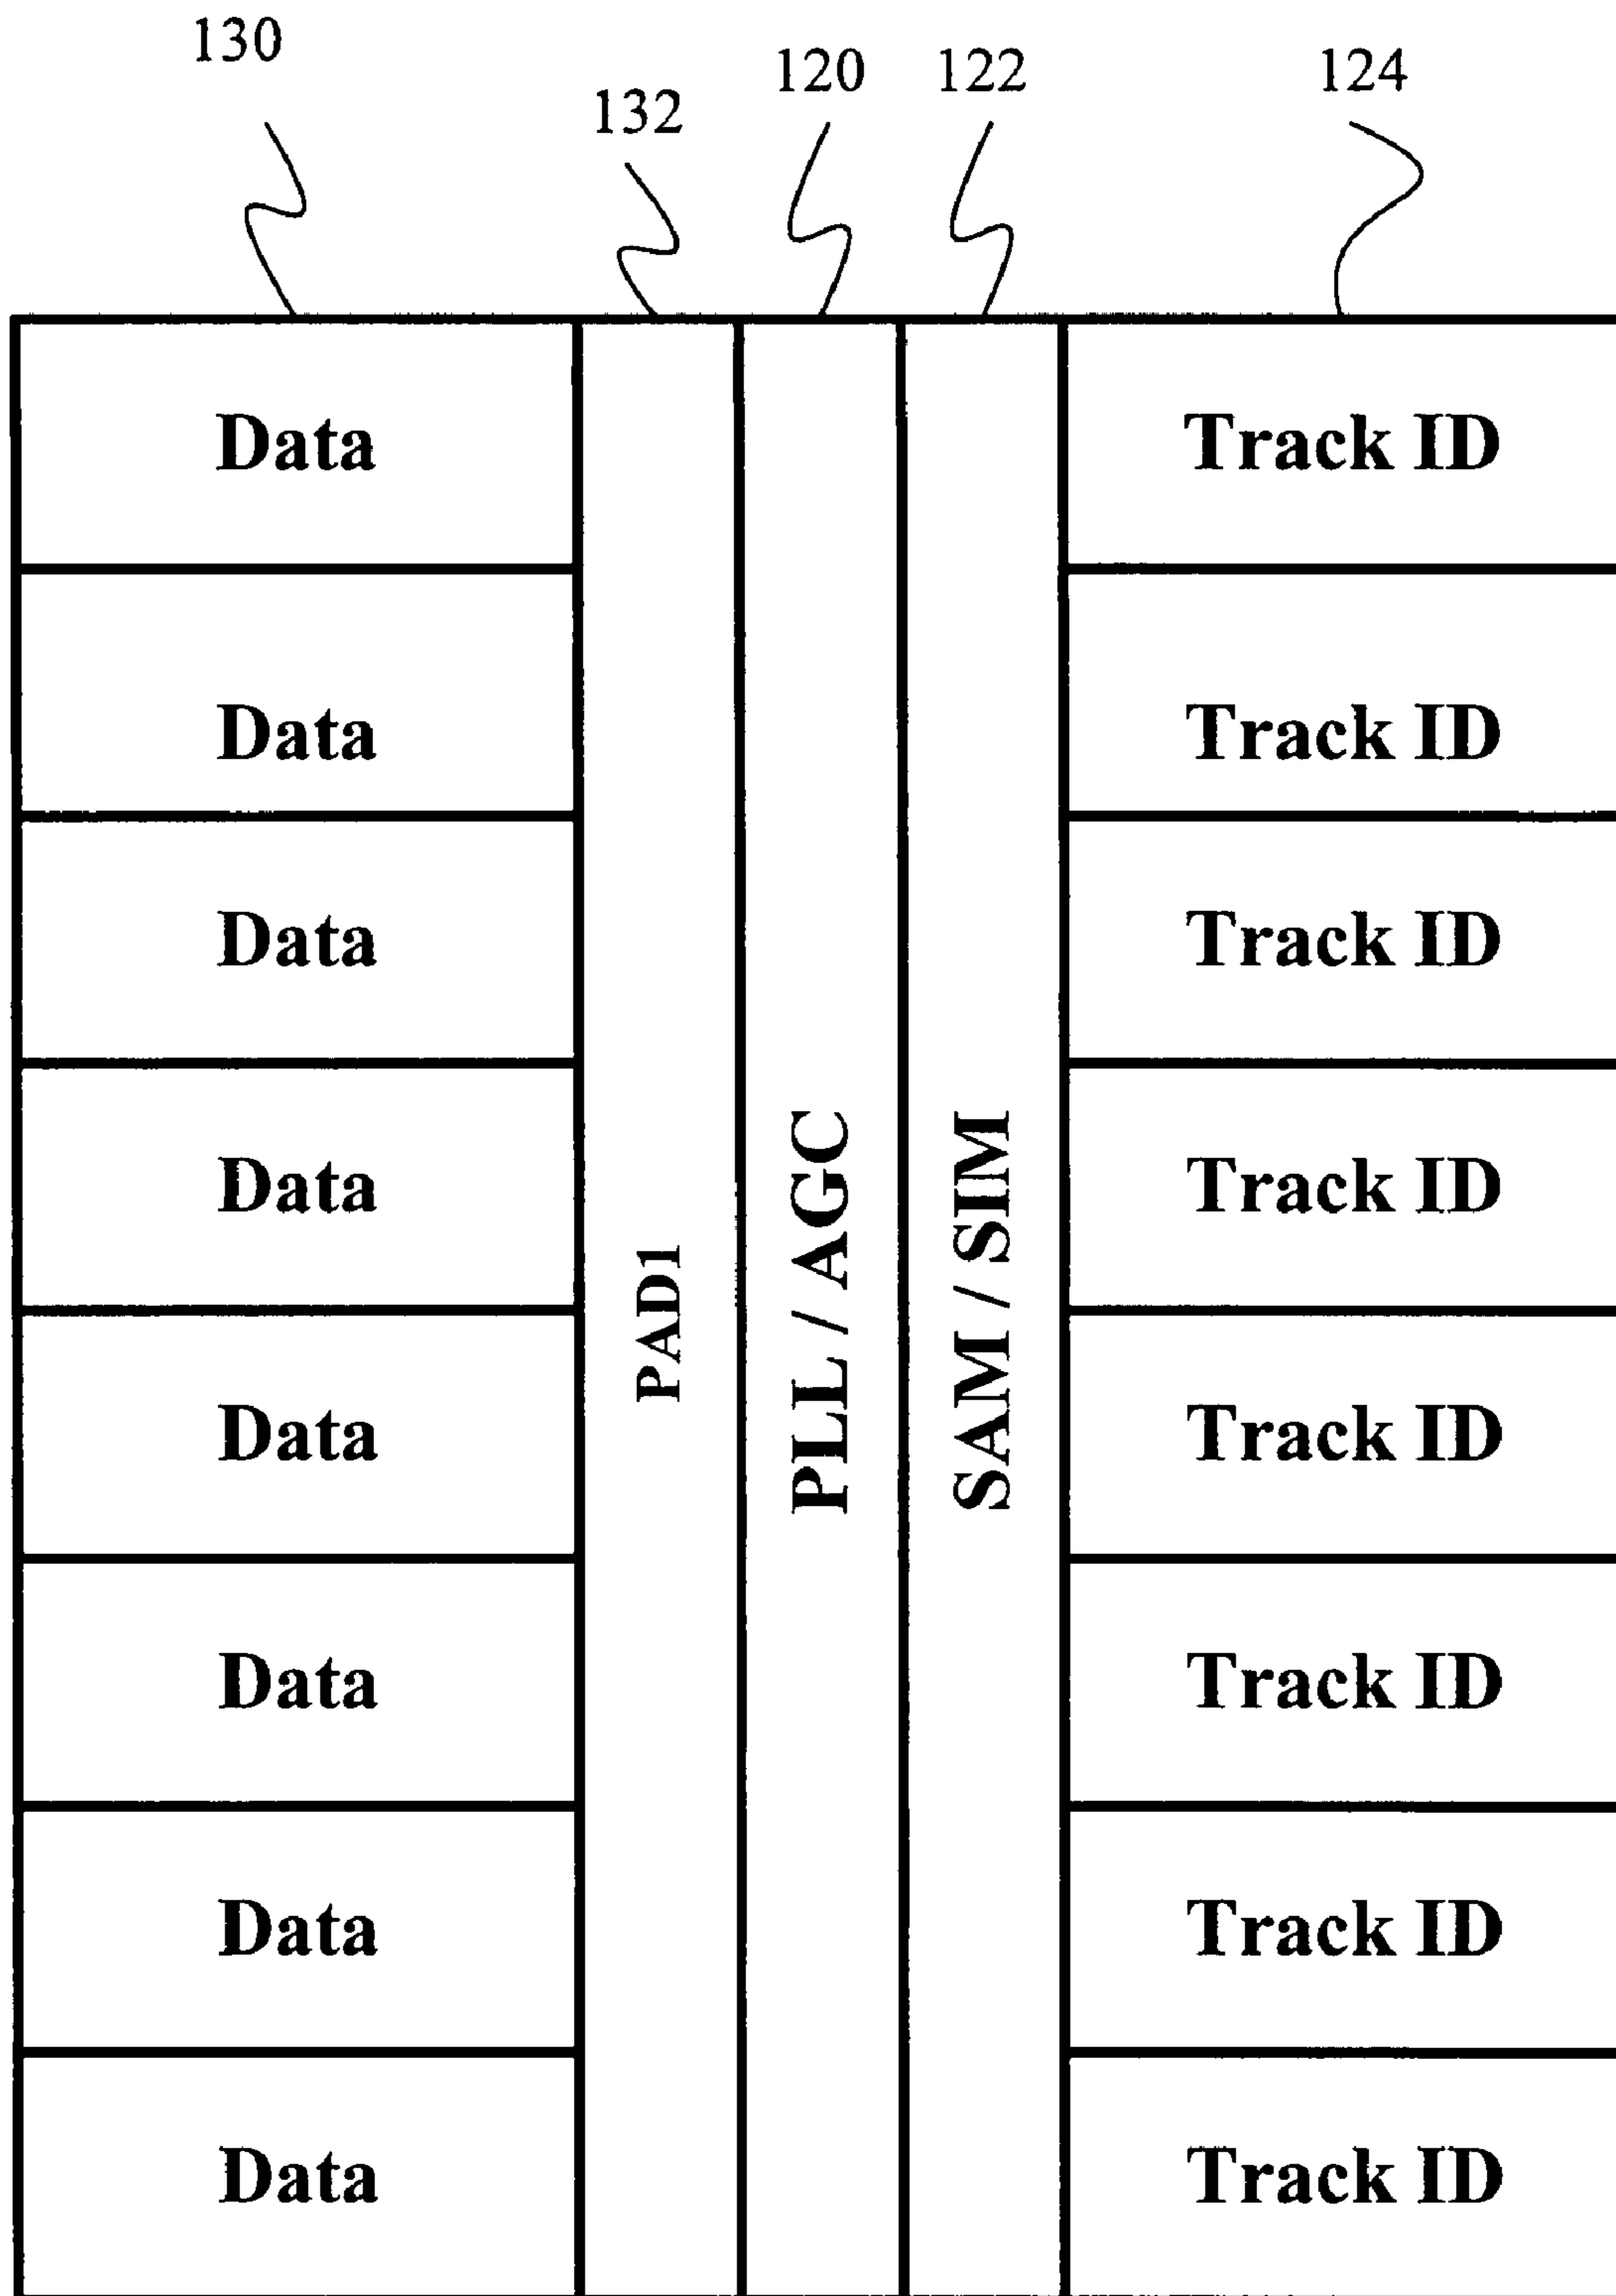 130
132
120
122
124
Data
Track ID
Data
Track ID
Data
Track ID
Data
Track ID
Data
Track ID
Data
Track ID
Data
Track ID
Data
Track ID
PAD1
PLL / AGC
SAM / SIM